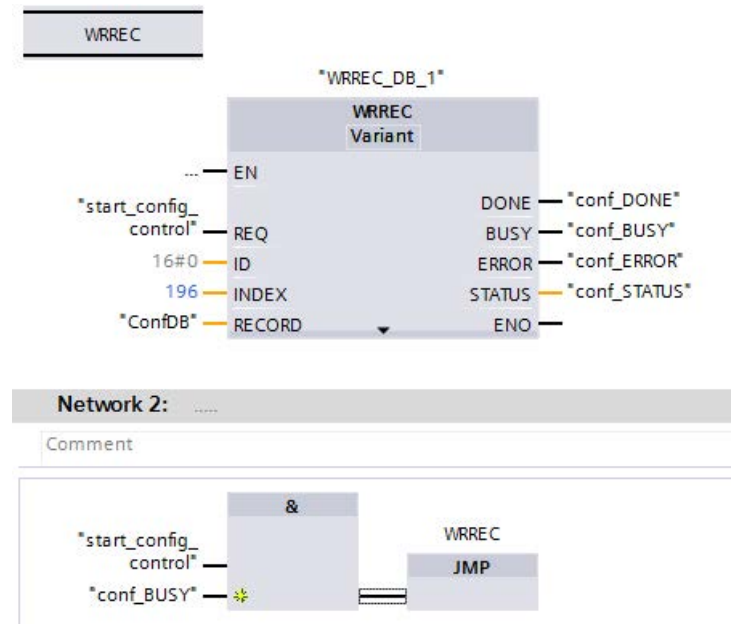 WRREC
"WRREC_DB_1"
WRREC
Variant
... EN
"start_config_
control" REQ
16#0 ID
196 INDEX
"ConfDB" RECORD
DONE "conf_DONE"
BUSY "conf_BUSY"
ERROR "conf_ERROR"
STATUS "conf_STATUS"
ENO
Network 2: .....
Comment
&
"start_config_
control"
"conf_BUSY"
WRREC
JMP